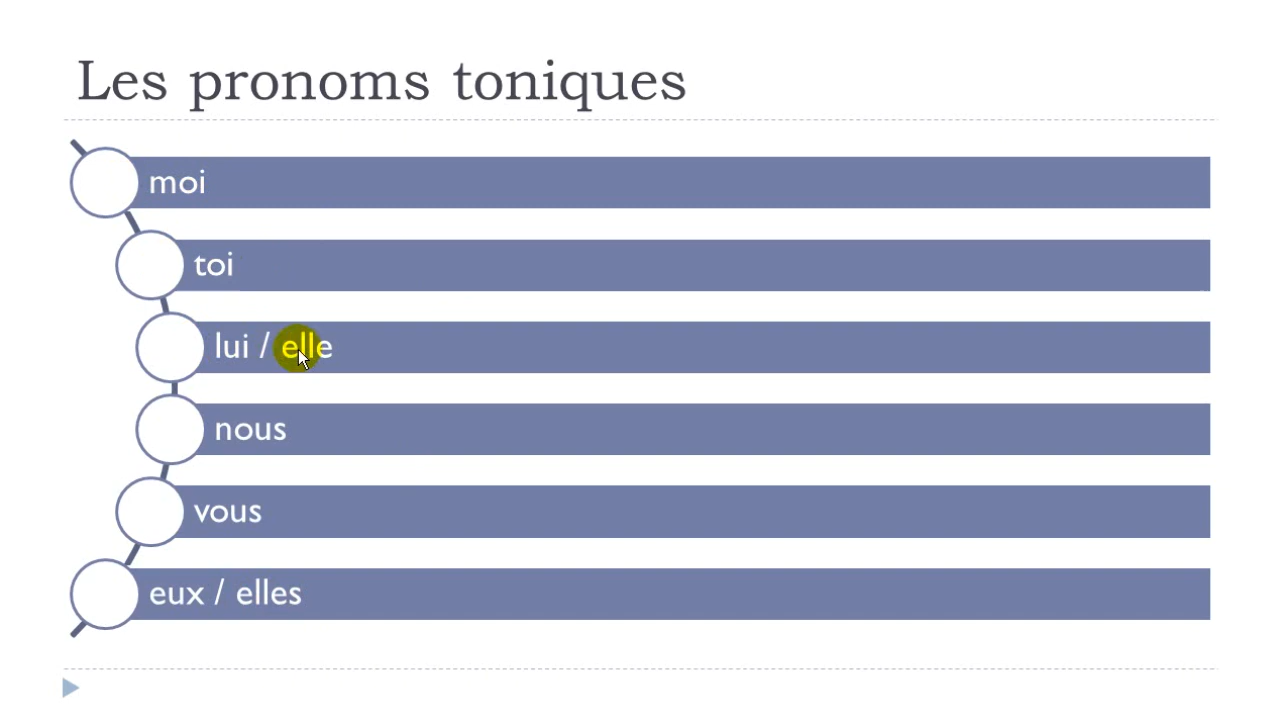 Les pronoms toniques
moi
toi
lui / elle
nous
vous
eux / elles